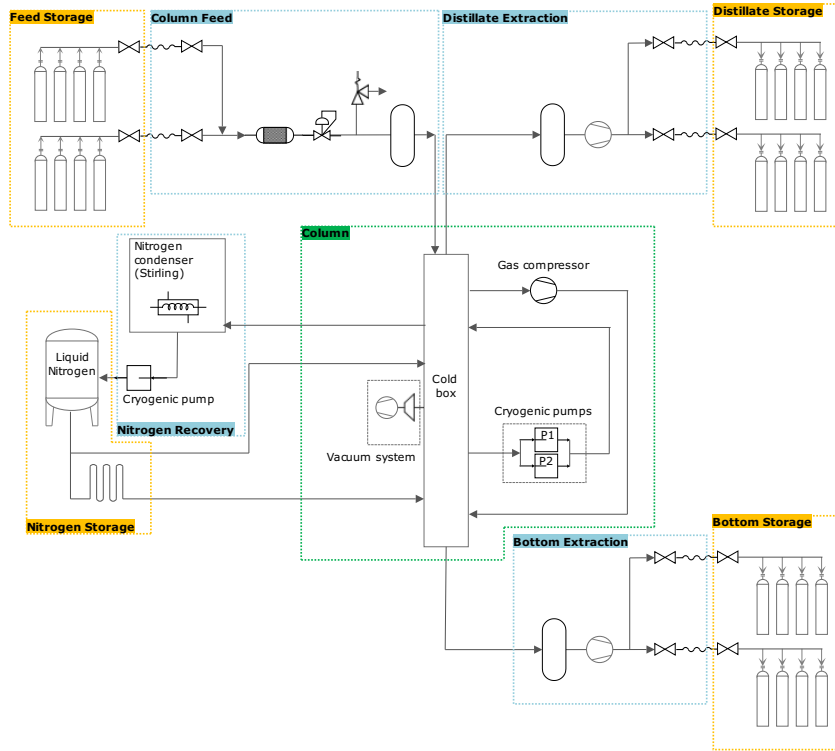 Feed Storage
Column Feed
Distillate Extraction
Distillate Storage
Column
Nitrogen
condenser
(Stirling)
Gas compressor
Liquid
Nitrogen
Cryogenic pump
Nitrogen Recovery
Cold
box
Cryogenic pumps
P1
P2
Vacuum system
Nitrogen Storage
Bottom Extraction
Bottom Storage